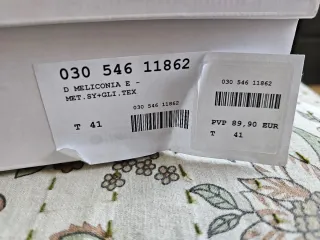 030 546 11862
D MELICONIA E -
MET.SY+GLI.TEX
030 546 11862
T 41
030 546 11862
PVP 89,90 EUR
T 41